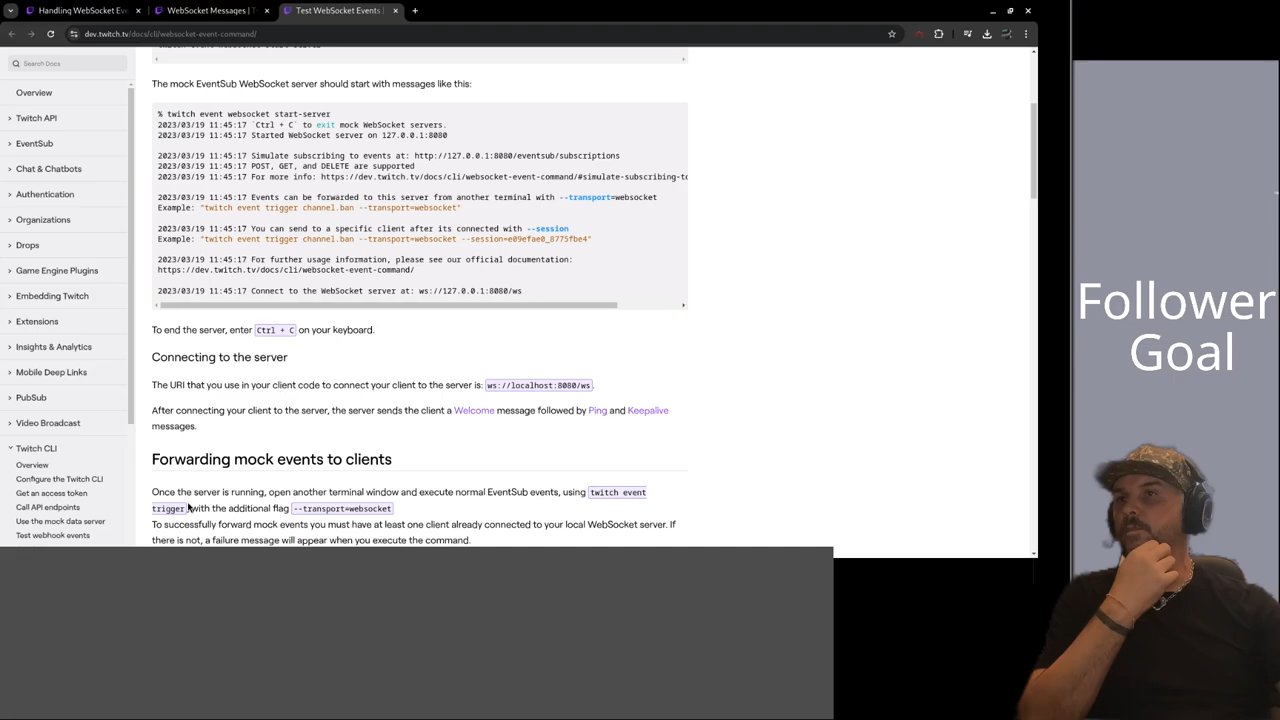 Handling WebSocket Eve
WebSocket Messages | T
Test WebSocket Events |
dev.twitch.tv/docs/cli/websocket-event-command/
Search Docs
Overview
Twitch API
EventSub
Chat & Chatbots
Authentication
Organizations
Drops
Game Engine Plugins
Embedding Twitch
Extensions
Insights & Analytics
Mobile Deep Links
PubSub
Video Broadcast
Twitch CLI
Overview
Configure the Twitch CLI
Get an access token
Call API endpoints
Use the mock data server
Test webhook events
The mock EventSub WebSocket server should start with messages like this:
% twitch event websocket start-server
2023/03/19 11:45:17 `Ctrl + C` to exit mock WebSocket servers.
2023/03/19 11:45:17 Started WebSocket server on 127.0.0.1:8080
2023/03/19 11:45:17 Simulate subscribing to events at: http://127.0.0.1:8080/eventsub/subscriptions
2023/03/19 11:45:17 POST, GET, and DELETE are supported
2023/03/19 11:45:17 For more info: https://dev.twitch.tv/docs/cli/websocket-event-command/#simulate-subscribing-to
2023/03/19 11:45:17 Events can be forwarded to this server from another terminal with --transport=websocket
Example: "twitch event trigger channel.ban --transport=websocket"
2023/03/19 11:45:17 You can send to a specific client after its connected with --session
Example: "twitch event trigger channel.ban --transport=websocket --session=e09efae0_8775fbe4"
2023/03/19 11:45:17 For further usage information, please see our official documentation:
https://dev.twitch.tv/docs/cli/websocket-event-command/
2023/03/19 11:45:17 Connect to the WebSocket server at: ws://127.0.0.1:8080/ws
To end the server, enter Ctrl + C on your keyboard.
Connecting to the server
The URI that you use in your client code to connect your client to the server is: ws://localhost:8080/ws.
After connecting your client to the server, the server sends the client a Welcome message followed by Ping and Keepalive
messages.
Forwarding mock events to clients
Once the server is running, open another terminal window and execute normal EventSub events, using twitch event
trigger with the additional flag --transport=websocket
To successfully forward mock events you must have at least one client already connected to your local WebSocket server. If
there is not, a failure message will appear when you execute the command.
Follower
Goal